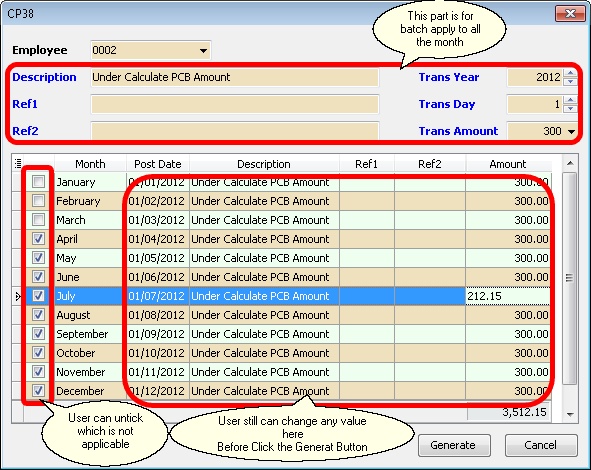 CP38
This part is for
batch apply to all
the month
Employee 0002
Description Under Calculate PCB Amount Trans Year 2012
Ref1 Trans Day 1
Ref2 Trans Amount 300
Month Post Date Description Ref1 Ref2 Amount
January 01/01/2012 Under Calculate PCB Amount 300.00
February 01/02/2012 Under Calculate PCB Amount 300.00
March 01/03/2012 Under Calculate PCB Amount 300.00
April 01/04/2012 Under Calculate PCB Amount 300.00
May 01/05/2012 Under Calculate PCB Amount 300.00
June 01/06/2012 Under Calculate PCB Amount 300.00
July 01/07/2012 Under Calculate PCB Amount 212.15
August 01/08/2012 Under Calculate PCB Amount 300.00
September 01/09/2012 Under Calculate PCB Amount 300.00
October 01/10/2012 Under Calculate PCB Amount 300.00
November 01/11/2012 Under Calculate PCB Amount 300.00
December 01/12/2012 Under Calculate PCB Amount 300.00
3,512.15
User can untick
which is not
applicable
User still can change any value
here
Before Click the Generat Button
Generate Cancel